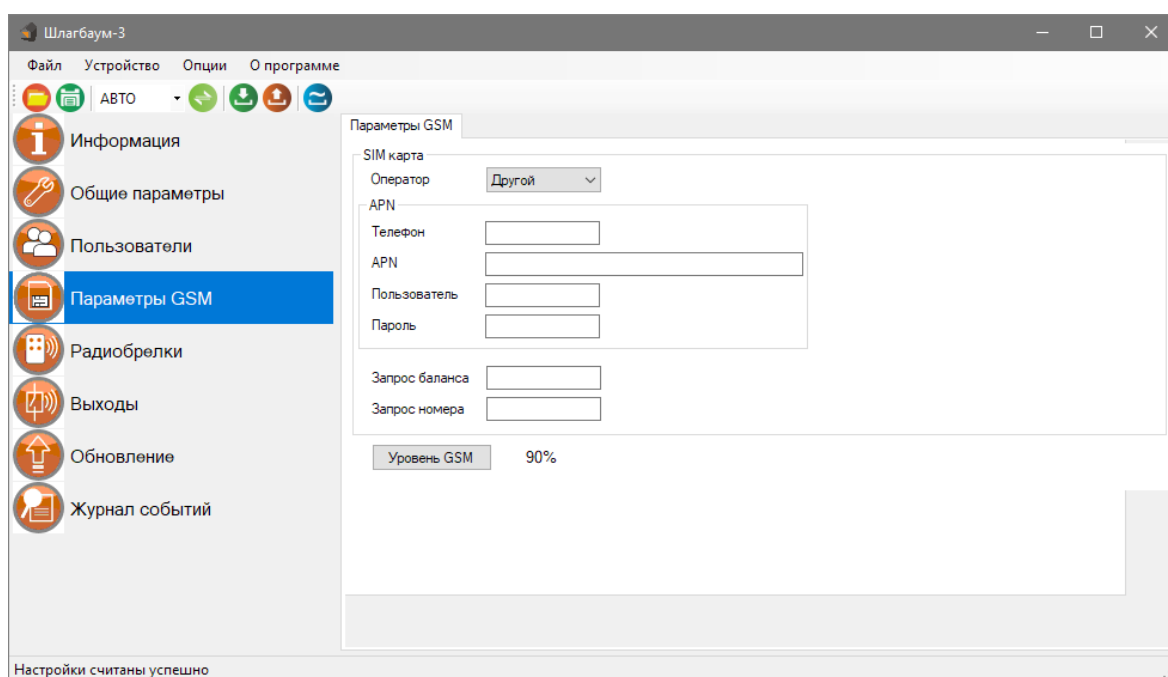 Шлагбаум-3
Файл Устройство Опции О программе
АВТО
Информация
Общие параметры
Пользователи
Параметры GSM
Радиобрелки
Выходы
Обновление
Журнал событий
Параметры GSM
SIM карта
Оператор Другой
APN
Телефон
APN
Пользователь
Пароль
Запрос баланса
Запрос номера
Уровень GSM 90%
Настройки считаны успешно